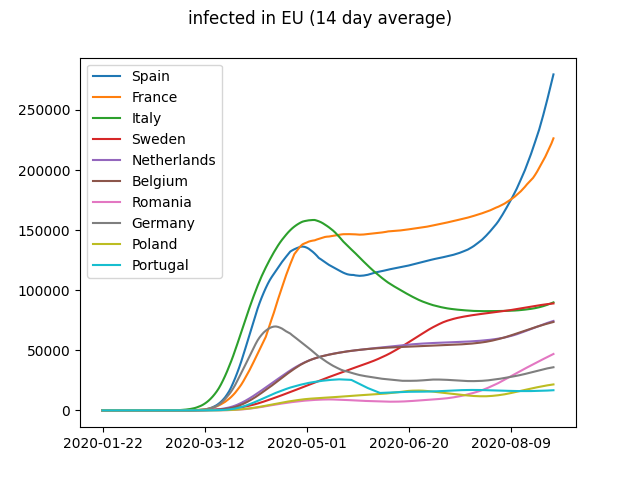 infected in EU (14 day average)
Spain
France
Italy
Sweden
Netherlands
Belgium
Romania
Germany
Poland
Portugal
250000
200000
150000
100000
50000
0
2020-01-22 2020-03-12 2020-05-01 2020-06-20 2020-08-09